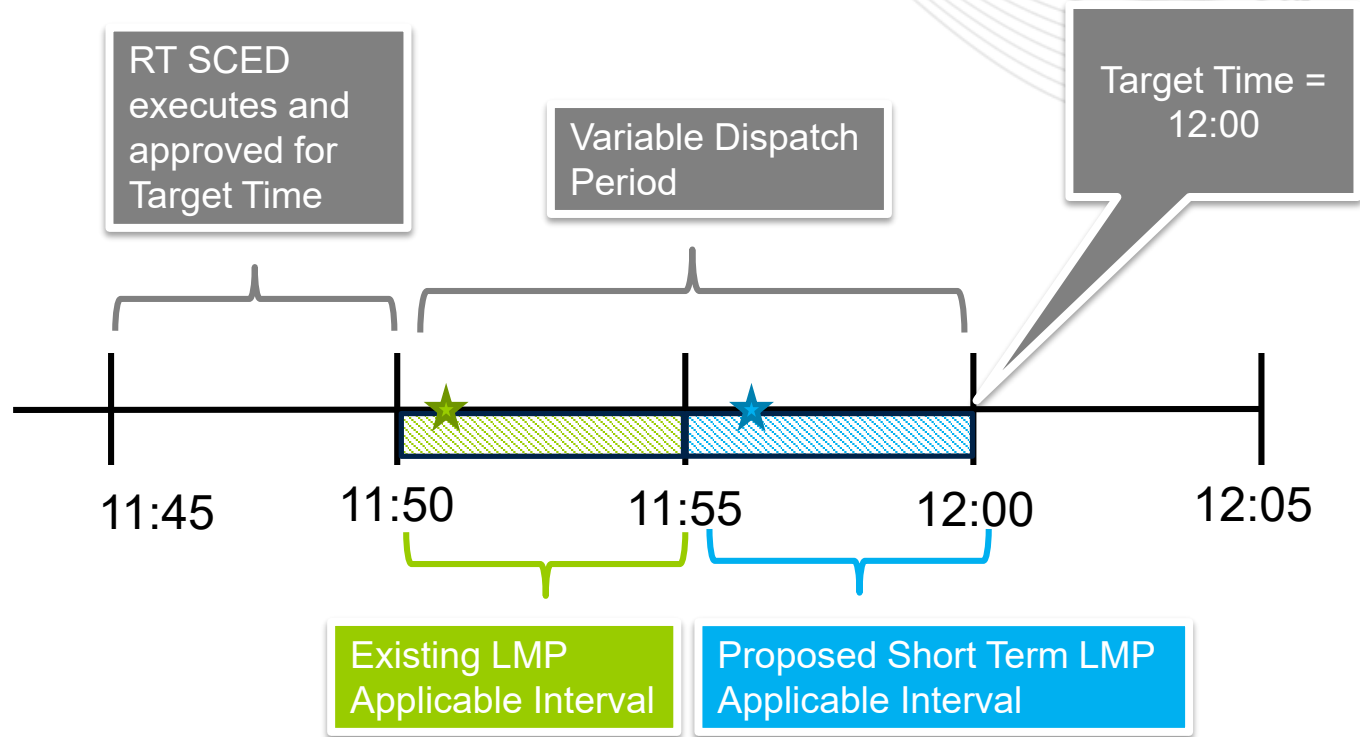 RT SCED
executes and
approved for
Target Time
Variable Dispatch
Period
Target Time =
12:00
11:45
11:50
11:55
12:00
12:05
Existing LMP
Applicable Interval
Proposed Short Term LMP
Applicable Interval